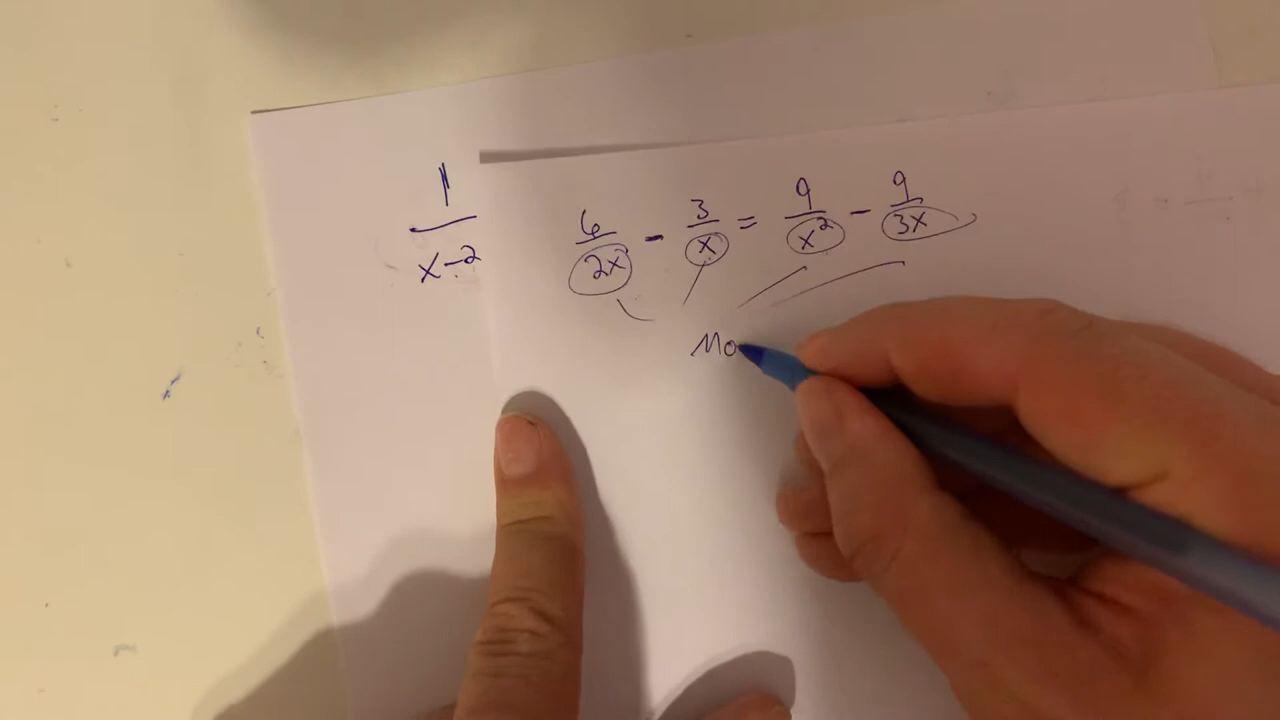 1/(x-2)
6/(2x) - 3/x = 9/x² - 9/(3x)
Mo